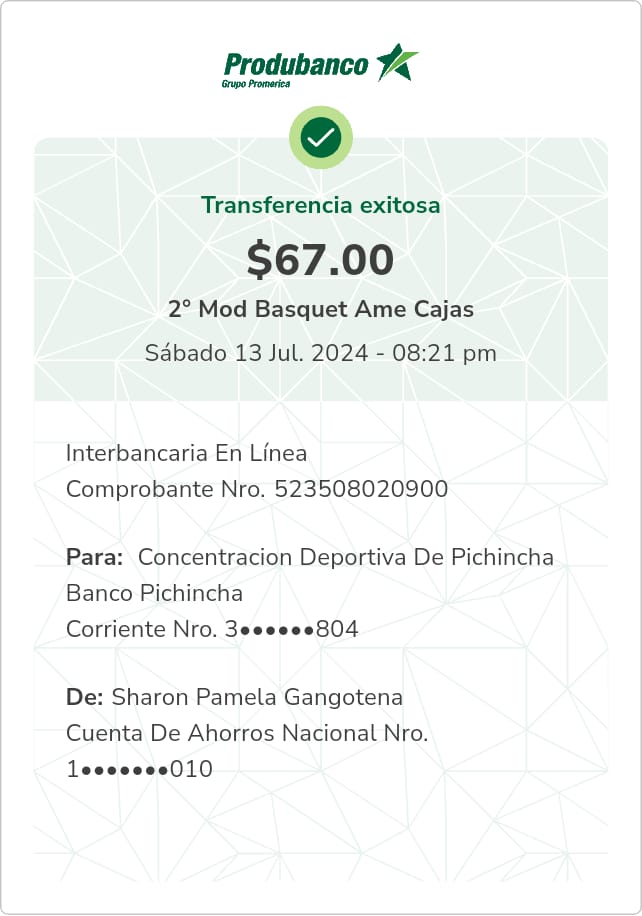 Produbanco
Grupo Promerica
Transferencia exitosa
$67.00
2° Mod Basquet Ame Cajas
Sábado 13 Jul. 2024 - 08:21 pm
Interbancaria En Línea
Comprobante Nro. 523508020900
Para: Concentracion Deportiva De Pichincha
Banco Pichincha
Corriente Nro. 3●●●●●●804
De: Sharon Pamela Gangotena
Cuenta De Ahorros Nacional Nro.
1●●●●●●●010